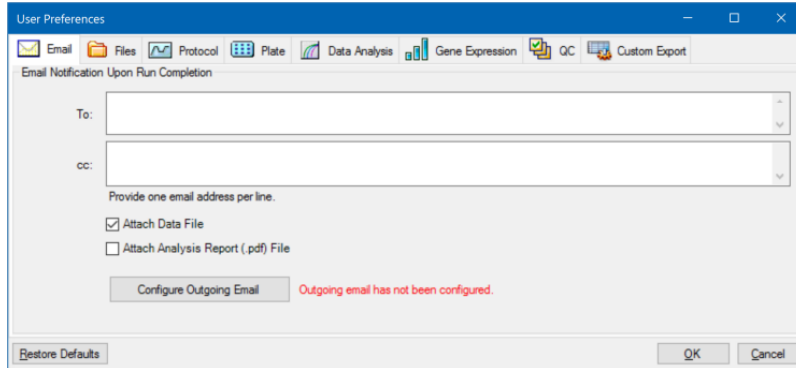 User Preferences
Email Files Protocol Plate Data Analysis Gene Expression QC Custom Export
Email Notification Upon Run Completion
To:
cc:
Provide one email address per line.
Attach Data File
Attach Analysis Report (.pdf) File
Configure Outgoing Email Outgoing email has not been configured.
Restore Defaults OK Cancel